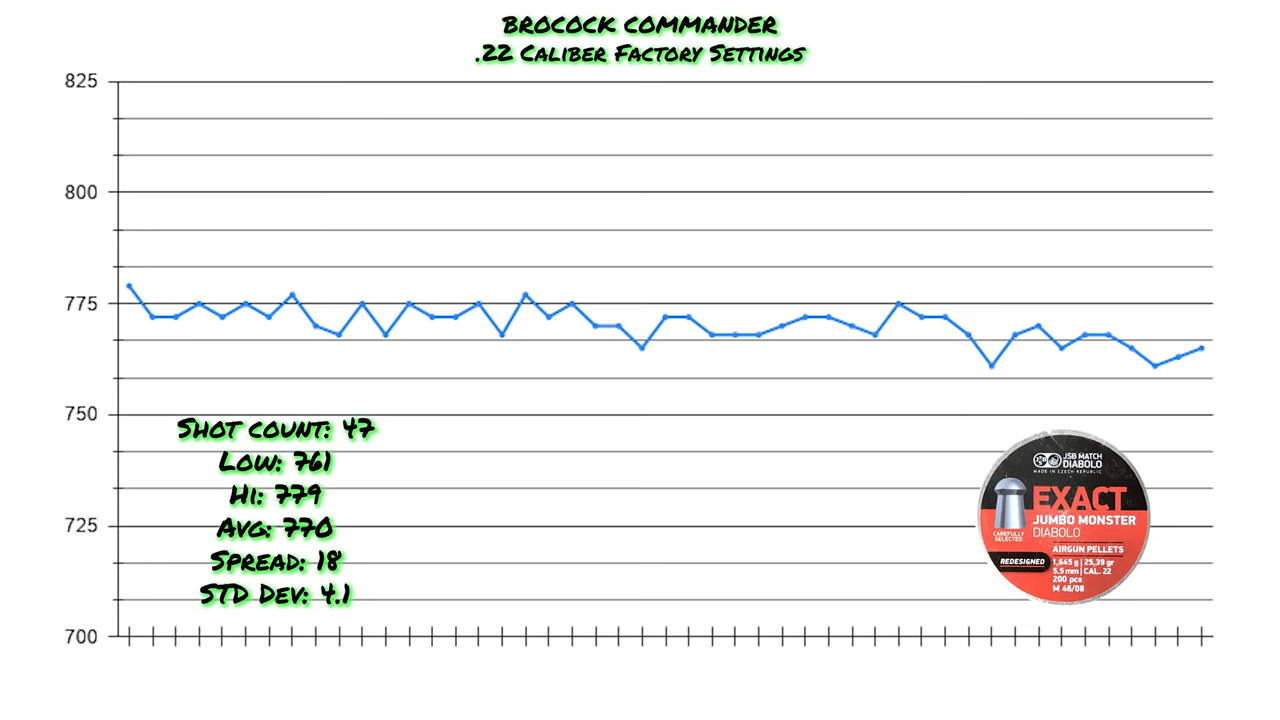 BROCOCK COMMANDER
.22 CALIBER FACTORY SETTINGS
825
800
775
750
725
700
SHOT COUNT: 47
LOW: 761
HI: 779
AVG: 770
SPREAD: 18
STD DEV: 4.1
JSB MATCH
DIABOLO
MADE IN CZECH REPUBLIC
EXACT
JUMBO MONSTER
DIABOLO
CAREFULLY
SELECTED
AIRGUN PELLETS
REDESIGNED
1,645 g | 25,39 gr
5.5 mm | CAL. 22
200 pcs
M 46/08